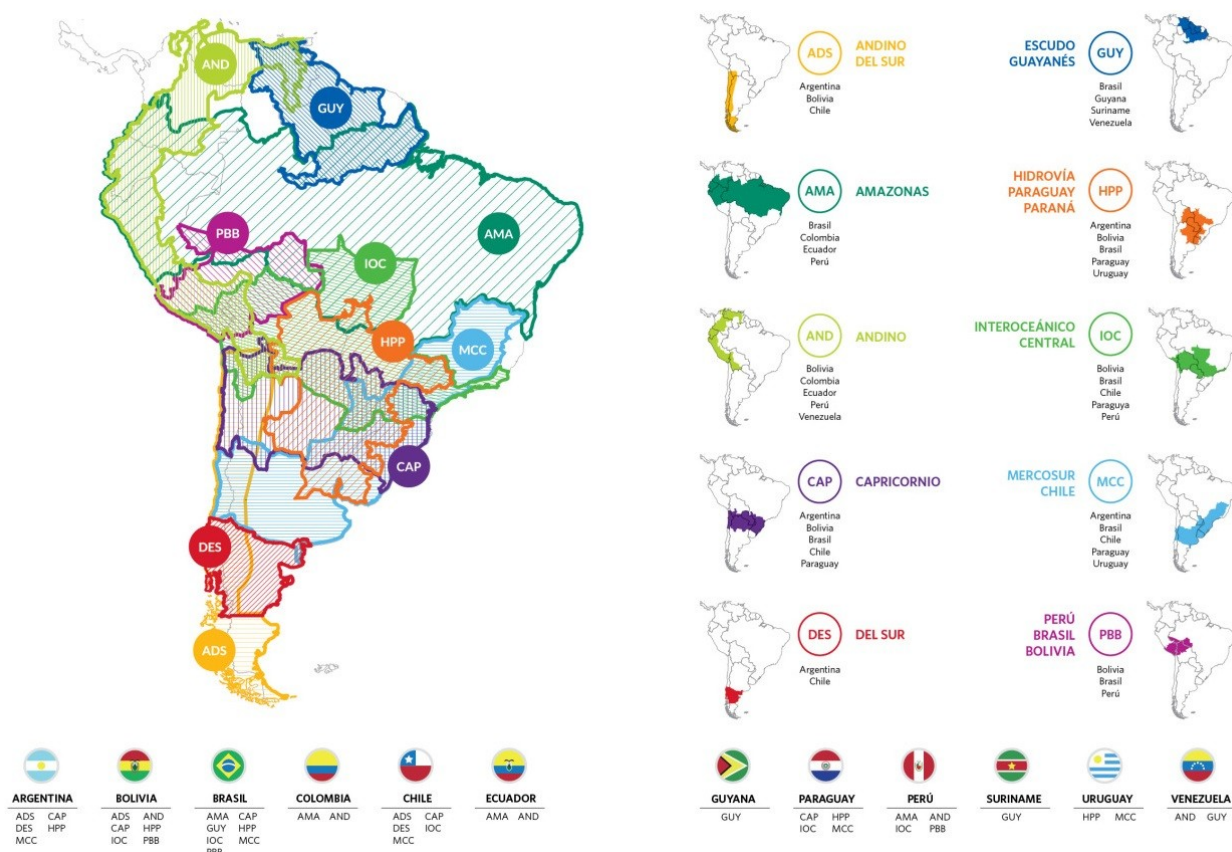 AND
GUY
PBB
AMA
IOC
HPP
MCC
CAP
DES
ADS
ADS
ANDINO
DEL SUR
Argentina
Bolivia
Chile
ESCUDO
GUAYANÉS
GUY
Brasil
Guyana
Suriname
Venezuela
AMA
AMAZONAS
Brasil
Colombia
Ecuador
Perú
HIDROVÍA
PARAGUAY
PARANÁ
HPP
Argentina
Bolivia
Brasil
Paraguay
Uruguay
AND
ANDINO
Bolivia
Colombia
Ecuador
Perú
Venezuela
INTEROCEÁNICO
CENTRAL
IOC
Bolivia
Brasil
Chile
Paraguya
Perú
CAP
CAPRICORNIO
Argentina
Bolivia
Brasil
Chile
Paraguay
MERCOSUR
CHILE
MCC
Argentina
Brasil
Chile
Paraguay
Uruguay
DES
DEL SUR
Argentina
Chile
PERÚ
BRASIL
BOLIVIA
PBB
Bolivia
Brasil
Perú
ARGENTINA
ADS CAP
DES HPP
MCC
BOLIVIA
ADS AND
CAP HPP
IOC PBB
BRASIL
AMA CAP
GUY HPP
IOC MCC
PBB
COLOMBIA
AMA AND
CHILE
ADS CAP
DES IOC
MCC
ECUADOR
AMA AND
GUYANA
GUY
PARAGUAY
CAP HPP
IOC MCC
PERÚ
AMA AND
IOC PBB
SURINAME
GUY
URUGUAY
HPP MCC
VENEZUELA
AND GUY